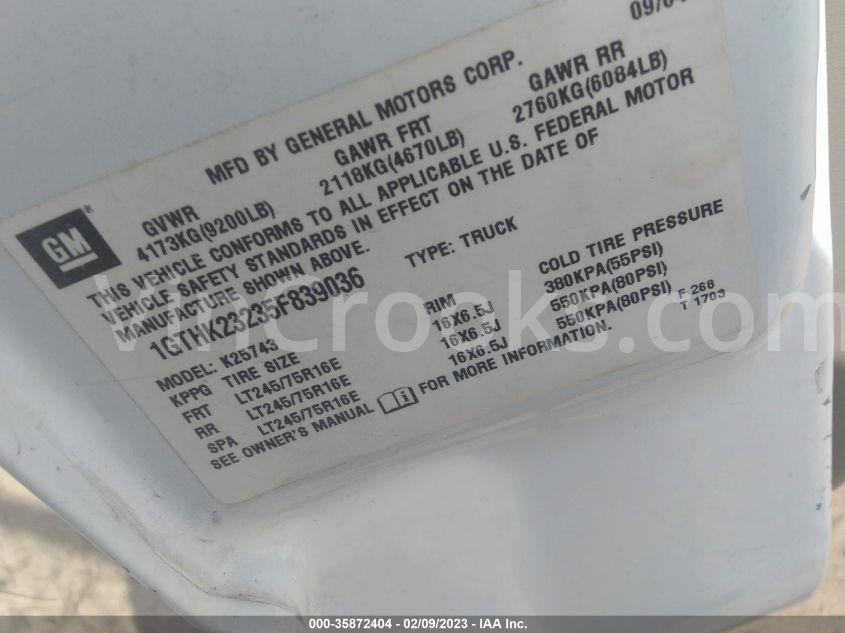 09/04
MFD BY GENERAL MOTORS CORP.
GVWR GAWR FRT GAWR RR
4173KG(9200LB) 2118KG(4670LB) 2760KG(6084LB)
THIS VEHICLE CONFORMS TO ALL APPLICABLE U.S. FEDERAL MOTOR
VEHICLE SAFETY STANDARDS IN EFFECT ON THE DATE OF
MANUFACTURE SHOWN ABOVE.
GM
1GTHK23235F839036 TYPE: TRUCK
MODEL: K25743
KPPG TIRE SIZE RIM COLD TIRE PRESSURE
FRT LT245/75R16E 16X6.5J 380KPA(55PSI)
RR LT245/75R16E 16X6.5J 550KPA(80PSI)
SPA LT245/75R16E 16X6.5J 550KPA(80PSI)
SEE OWNER'S MANUAL FOR MORE INFORMATION.
F 268
T 1703
VinCrooks.com
000-35872404 - 02/09/2023 - IAA Inc.